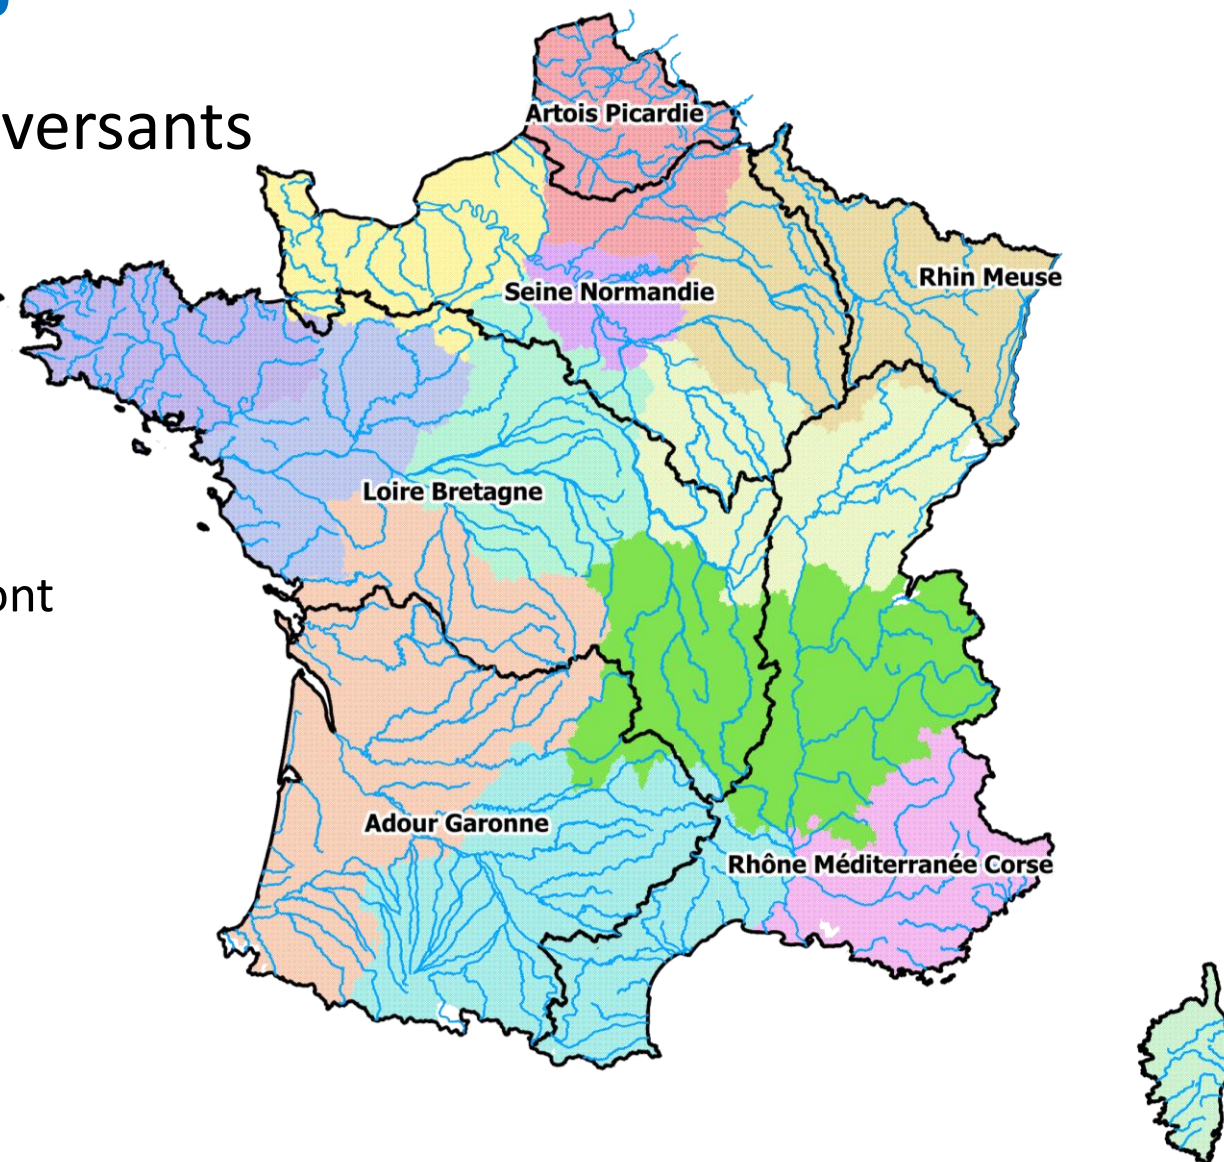 versants
Artois Picardie
Rhin Meuse
Seine Normandie
Loire Bretagne
ont
Adour Garonne
Rhône Méditerranée Corse